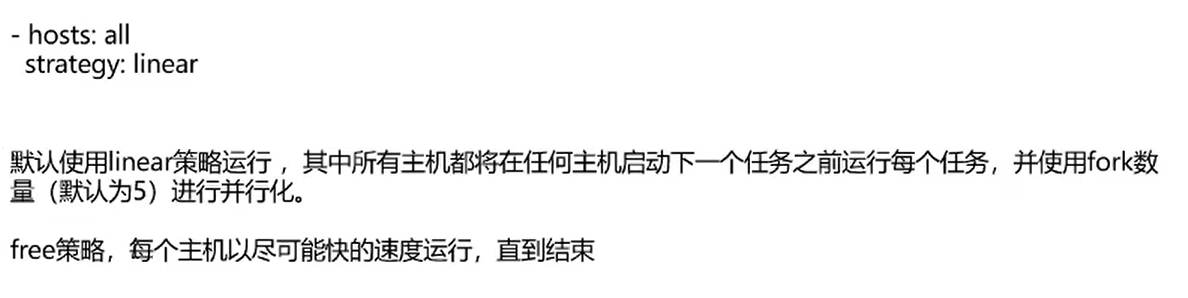 - hosts: all
  strategy: linear
默认使用linear策略运行 ，其中所有主机都将在任何主机启动下一个任务之前运行每个任务，并使用fork数
量（默认为5）进行并行化。
free策略，每个主机以尽可能快的速度运行，直到结束